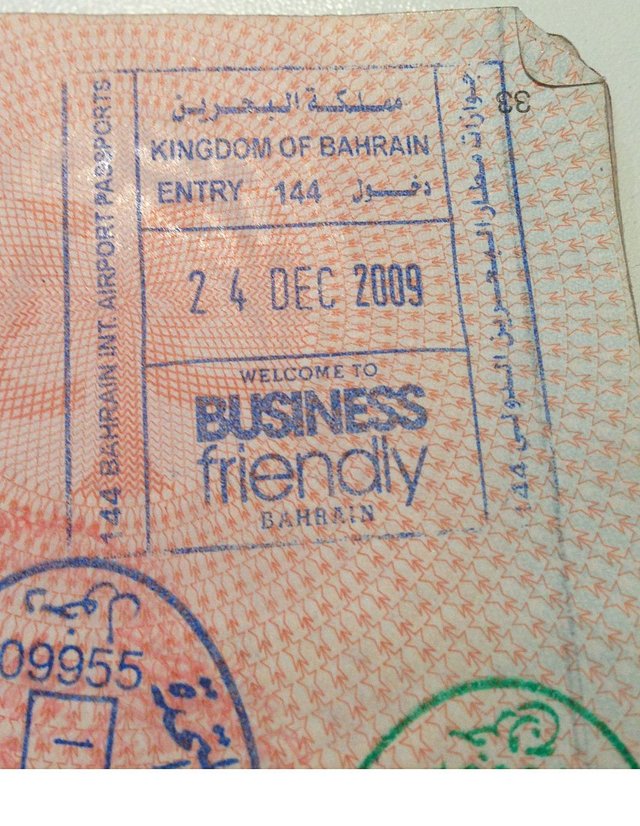 مملكة البحرين
KINGDOM OF BAHRAIN
ENTRY 144 دخول
24 DEC 2009
WELCOME TO
BUSINESS
friendly
BAHRAIN
144 BAHRAIN INT. AIRPORT PASSPORTS
جوازات مطار البحرين الدولي 144
33
09955
1